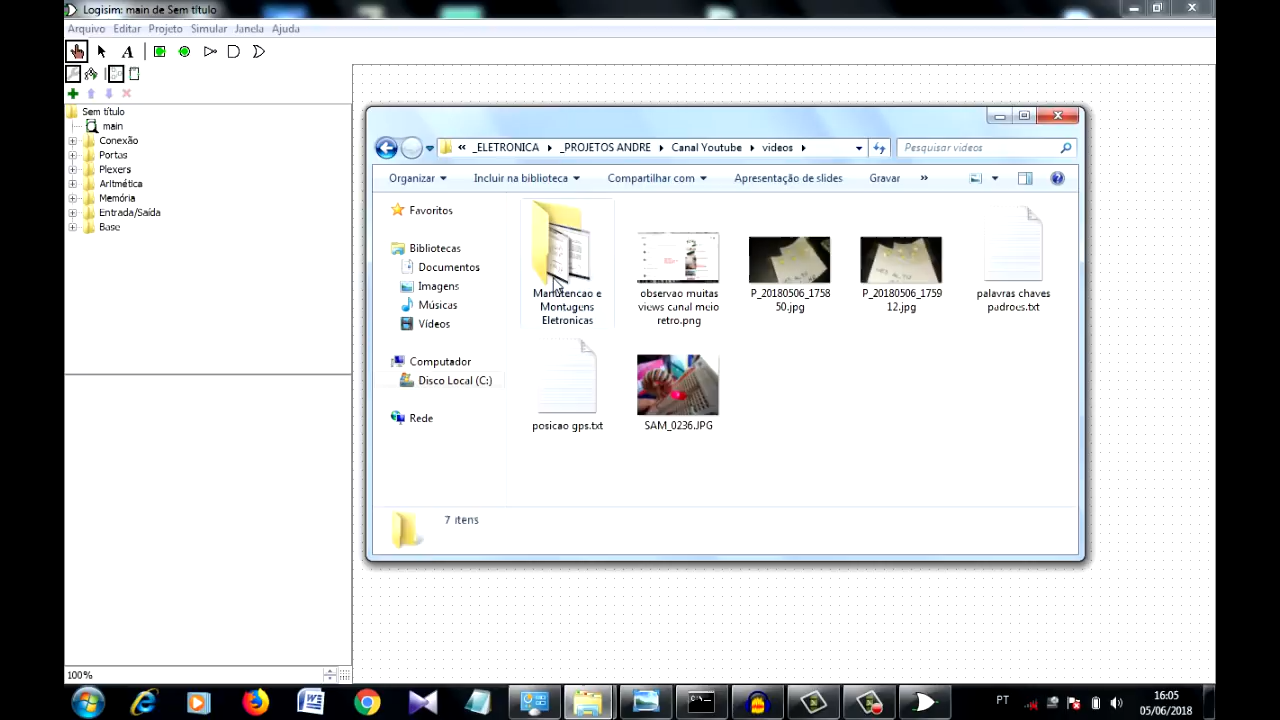 Logisim: main de Sem título
Arquivo Editar Projeto Simular Janela Ajuda
A
Sem título
main
Conexão
Portas
Plexers
Aritmética
Memória
Entrada/Saída
Base
100%
« _ELETRONICA _PROJETOS ANDRE Canal Youtube videos
Pesquisar videos
Organizar Incluir na biblioteca Compartilhar com Apresentação de slides Gravar »
Favoritos
Bibliotecas
Documentos
Imagens
Músicas
Vídeos
Computador
Disco Local (C:)
Rede
Manutencao e
Montagens
Eletronicas
observao muitas
views canal meio
retro.png
P_20180506_1758
50.jpg
P_20180506_1759
12.jpg
palavras chaves
padroes.txt
posicao gps.txt
SAM_0236.JPG
7 itens
PT
16:05
05/06/2018